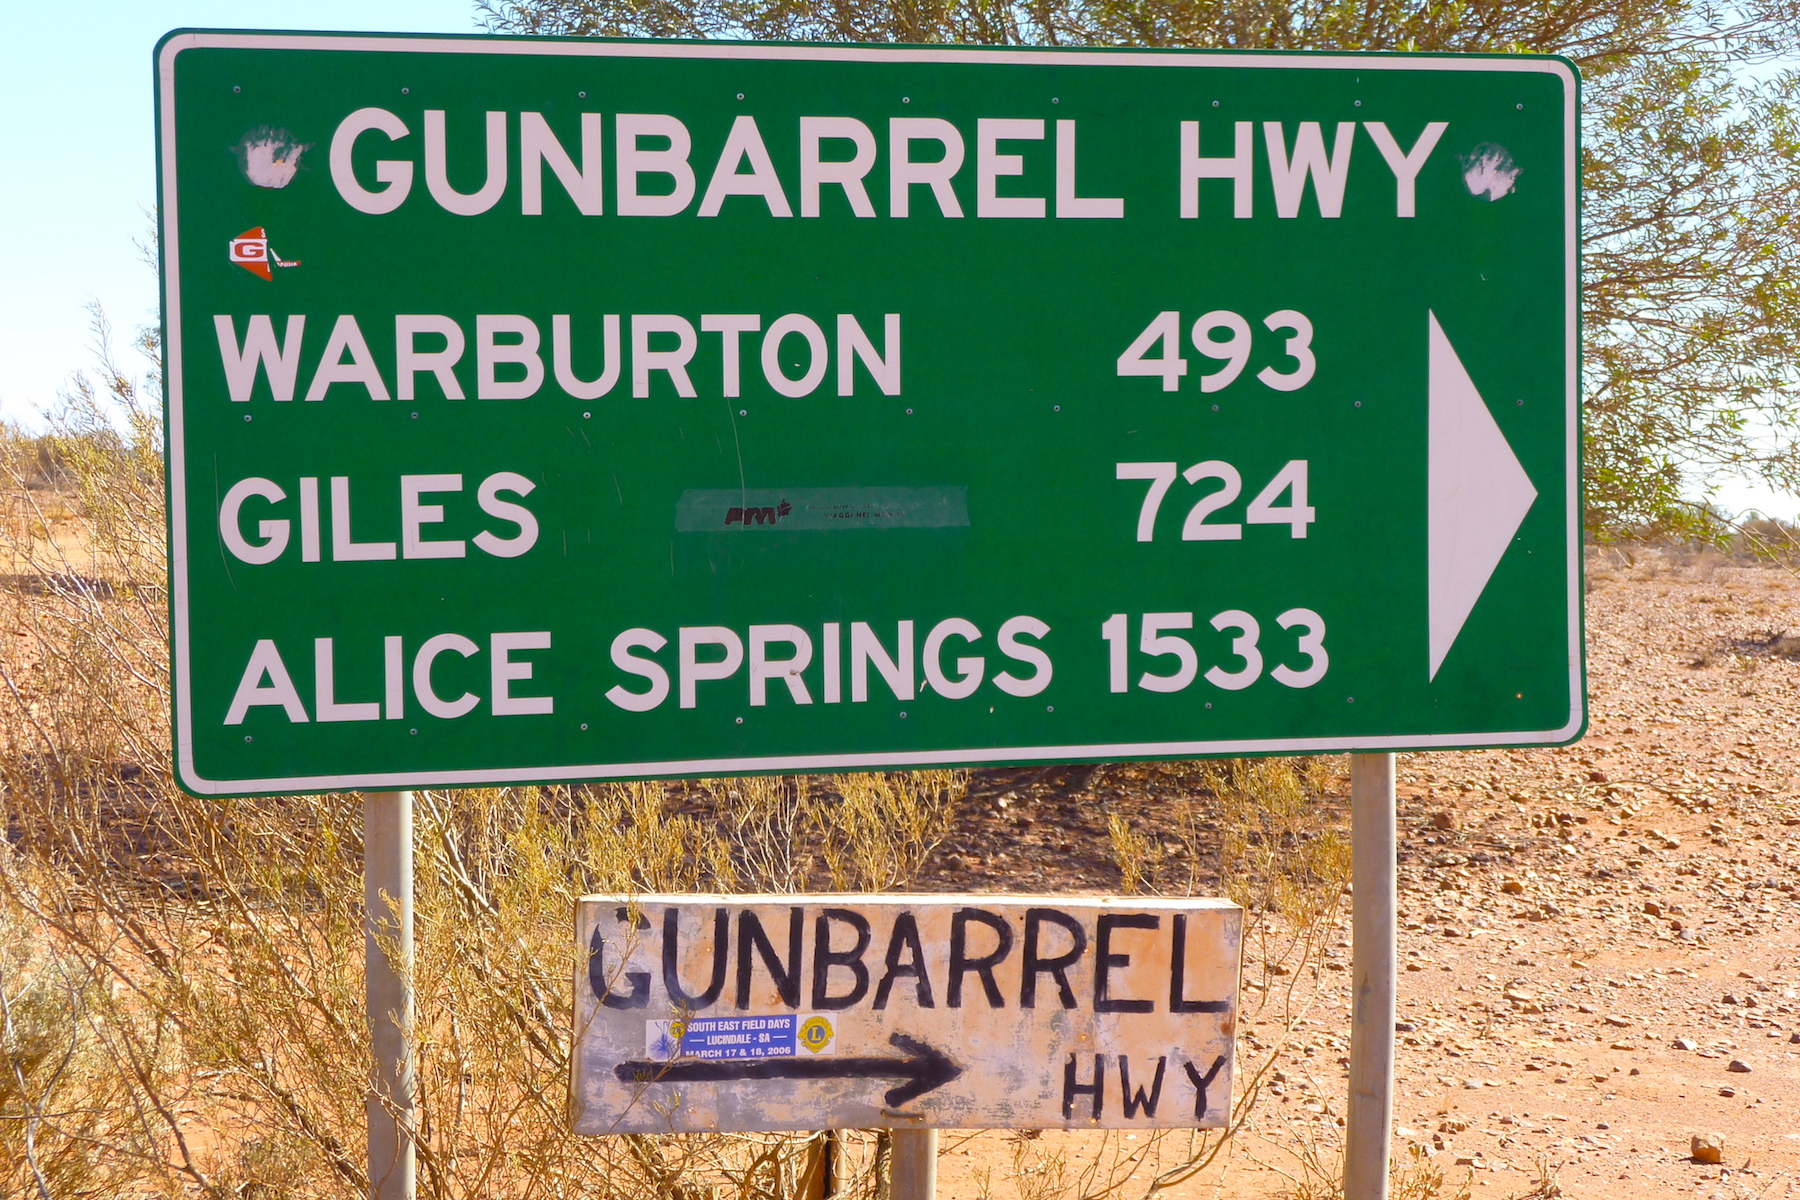 GUNBARREL HWY
G
WARBURTON 493
GILES 724
ALICE SPRINGS 1533
GUNBARREL
SOUTH EAST FIELD DAYS
— LUCINDALE - SA —
MARCH 17 & 18, 2006
L
HWY